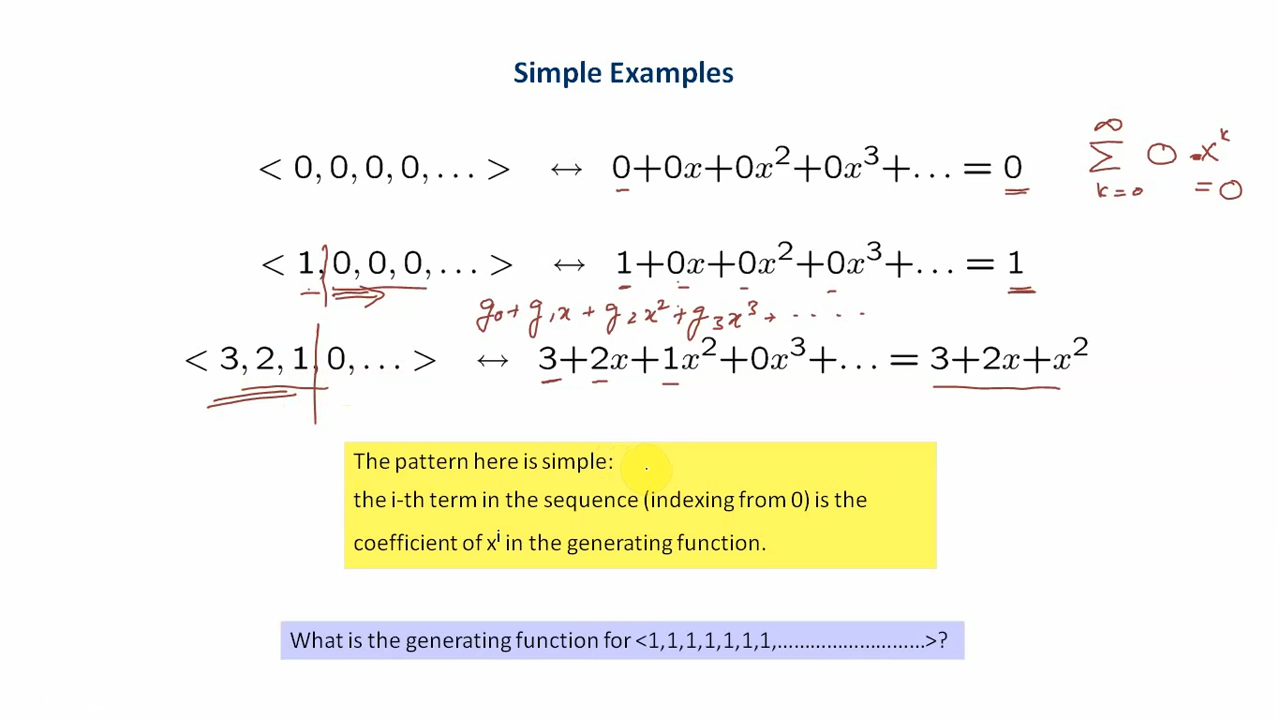 Simple Examples
< 0, 0, 0, 0, ... > ↔ 0+0x+0x²+0x³+... = 0
∞
∑ 0 · x^k
k=0 = 0
< 1, 0, 0, 0, ... > ↔ 1+0x+0x²+0x³+... = 1
g₀+ g₁x + g₂x² + g₃x³ + .....
< 3, 2, 1, 0, ... > ↔ 3+2x+1x²+0x³+... = 3+2x+x²
The pattern here is simple:
the i-th term in the sequence (indexing from 0) is the
coefficient of xⁱ in the generating function.
What is the generating function for <1,1,1,1,1,1,1,............................>?